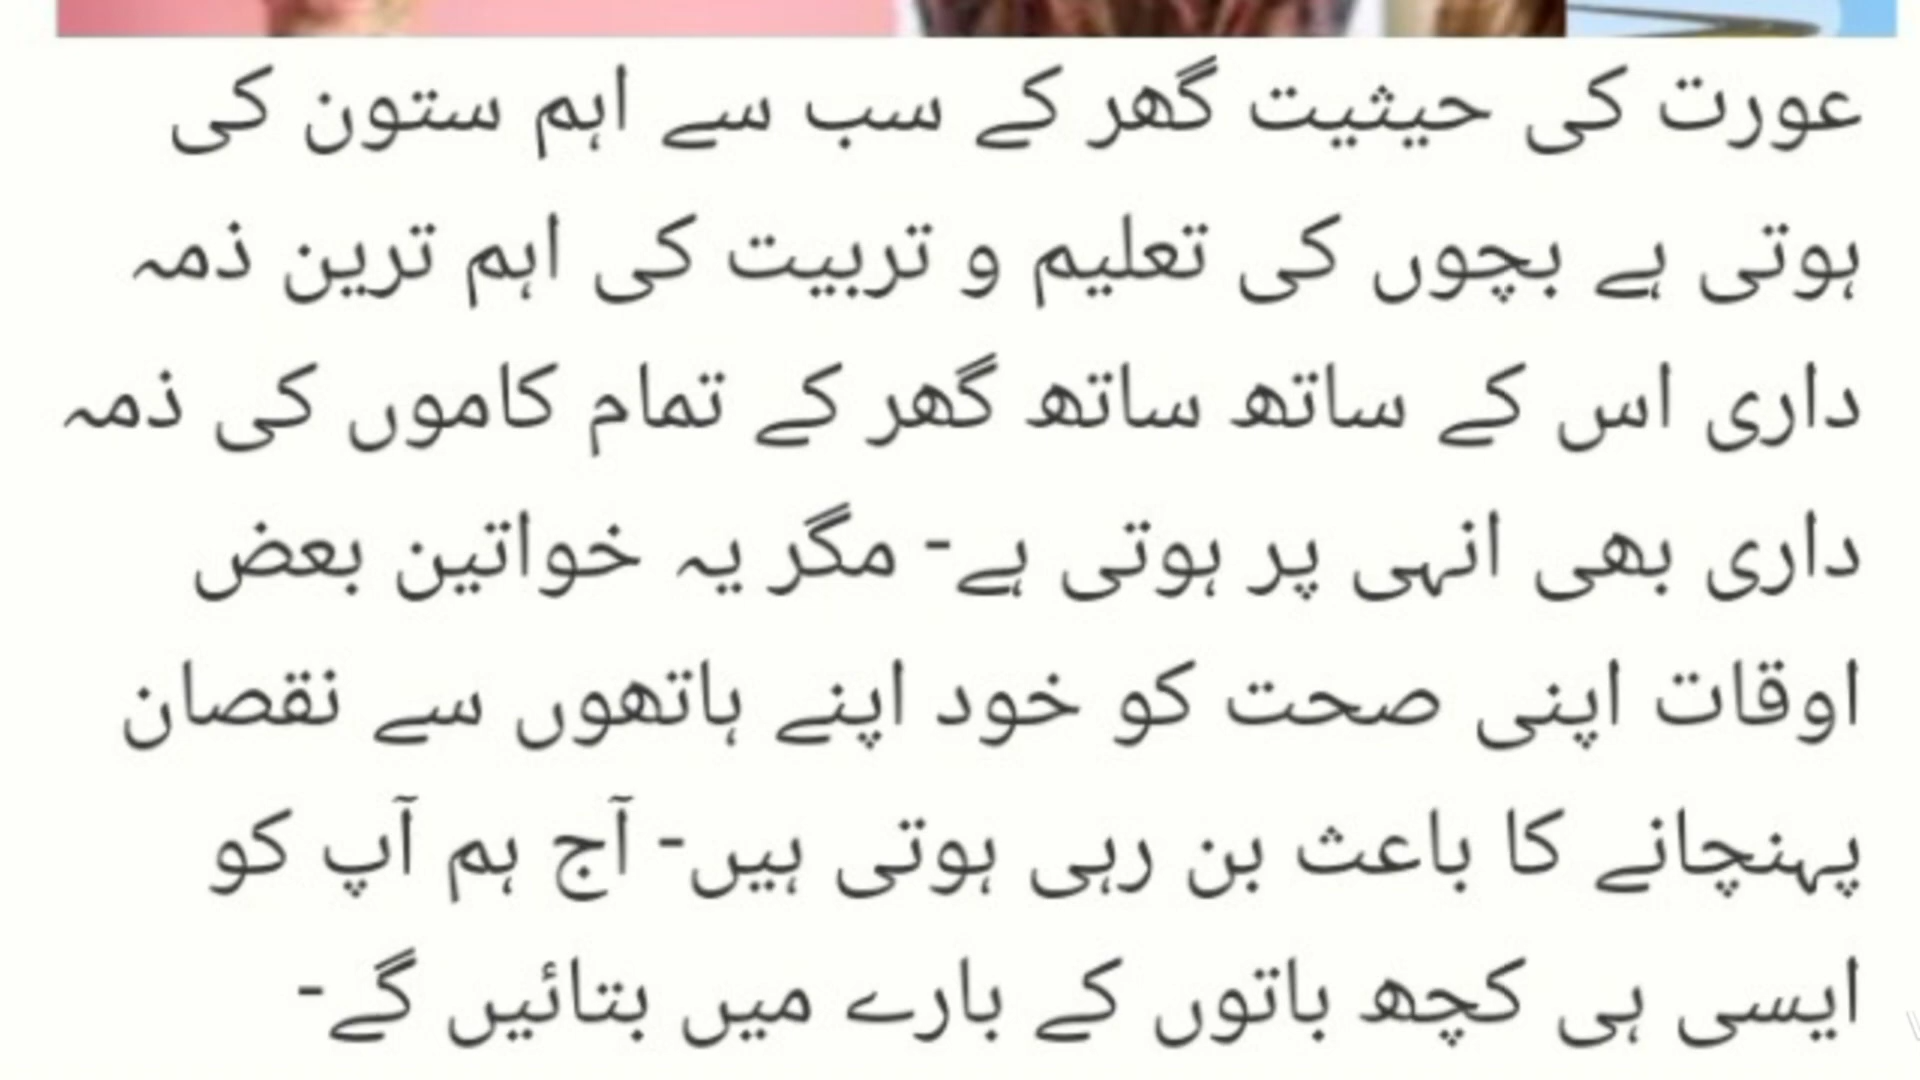 عورت کی حیثیت گھر کے سب سے اہم ستون کی
ہوتی ہے بچوں کی تعلیم و تربیت کی اہم ترین ذمہ
داری اس کے ساتھ ساتھ گھر کے تمام کاموں کی ذمہ
داری بھی انہی پر ہوتی ہے- مگر یہ خواتین بعض
اوقات اپنی صحت کو خود اپنے ہاتھوں سے نقصان
پہنچانے کا باعث بن رہی ہوتی ہیں- آج ہم آپ کو
ایسی ہی کچھ باتوں کے بارے میں بتائیں گے-